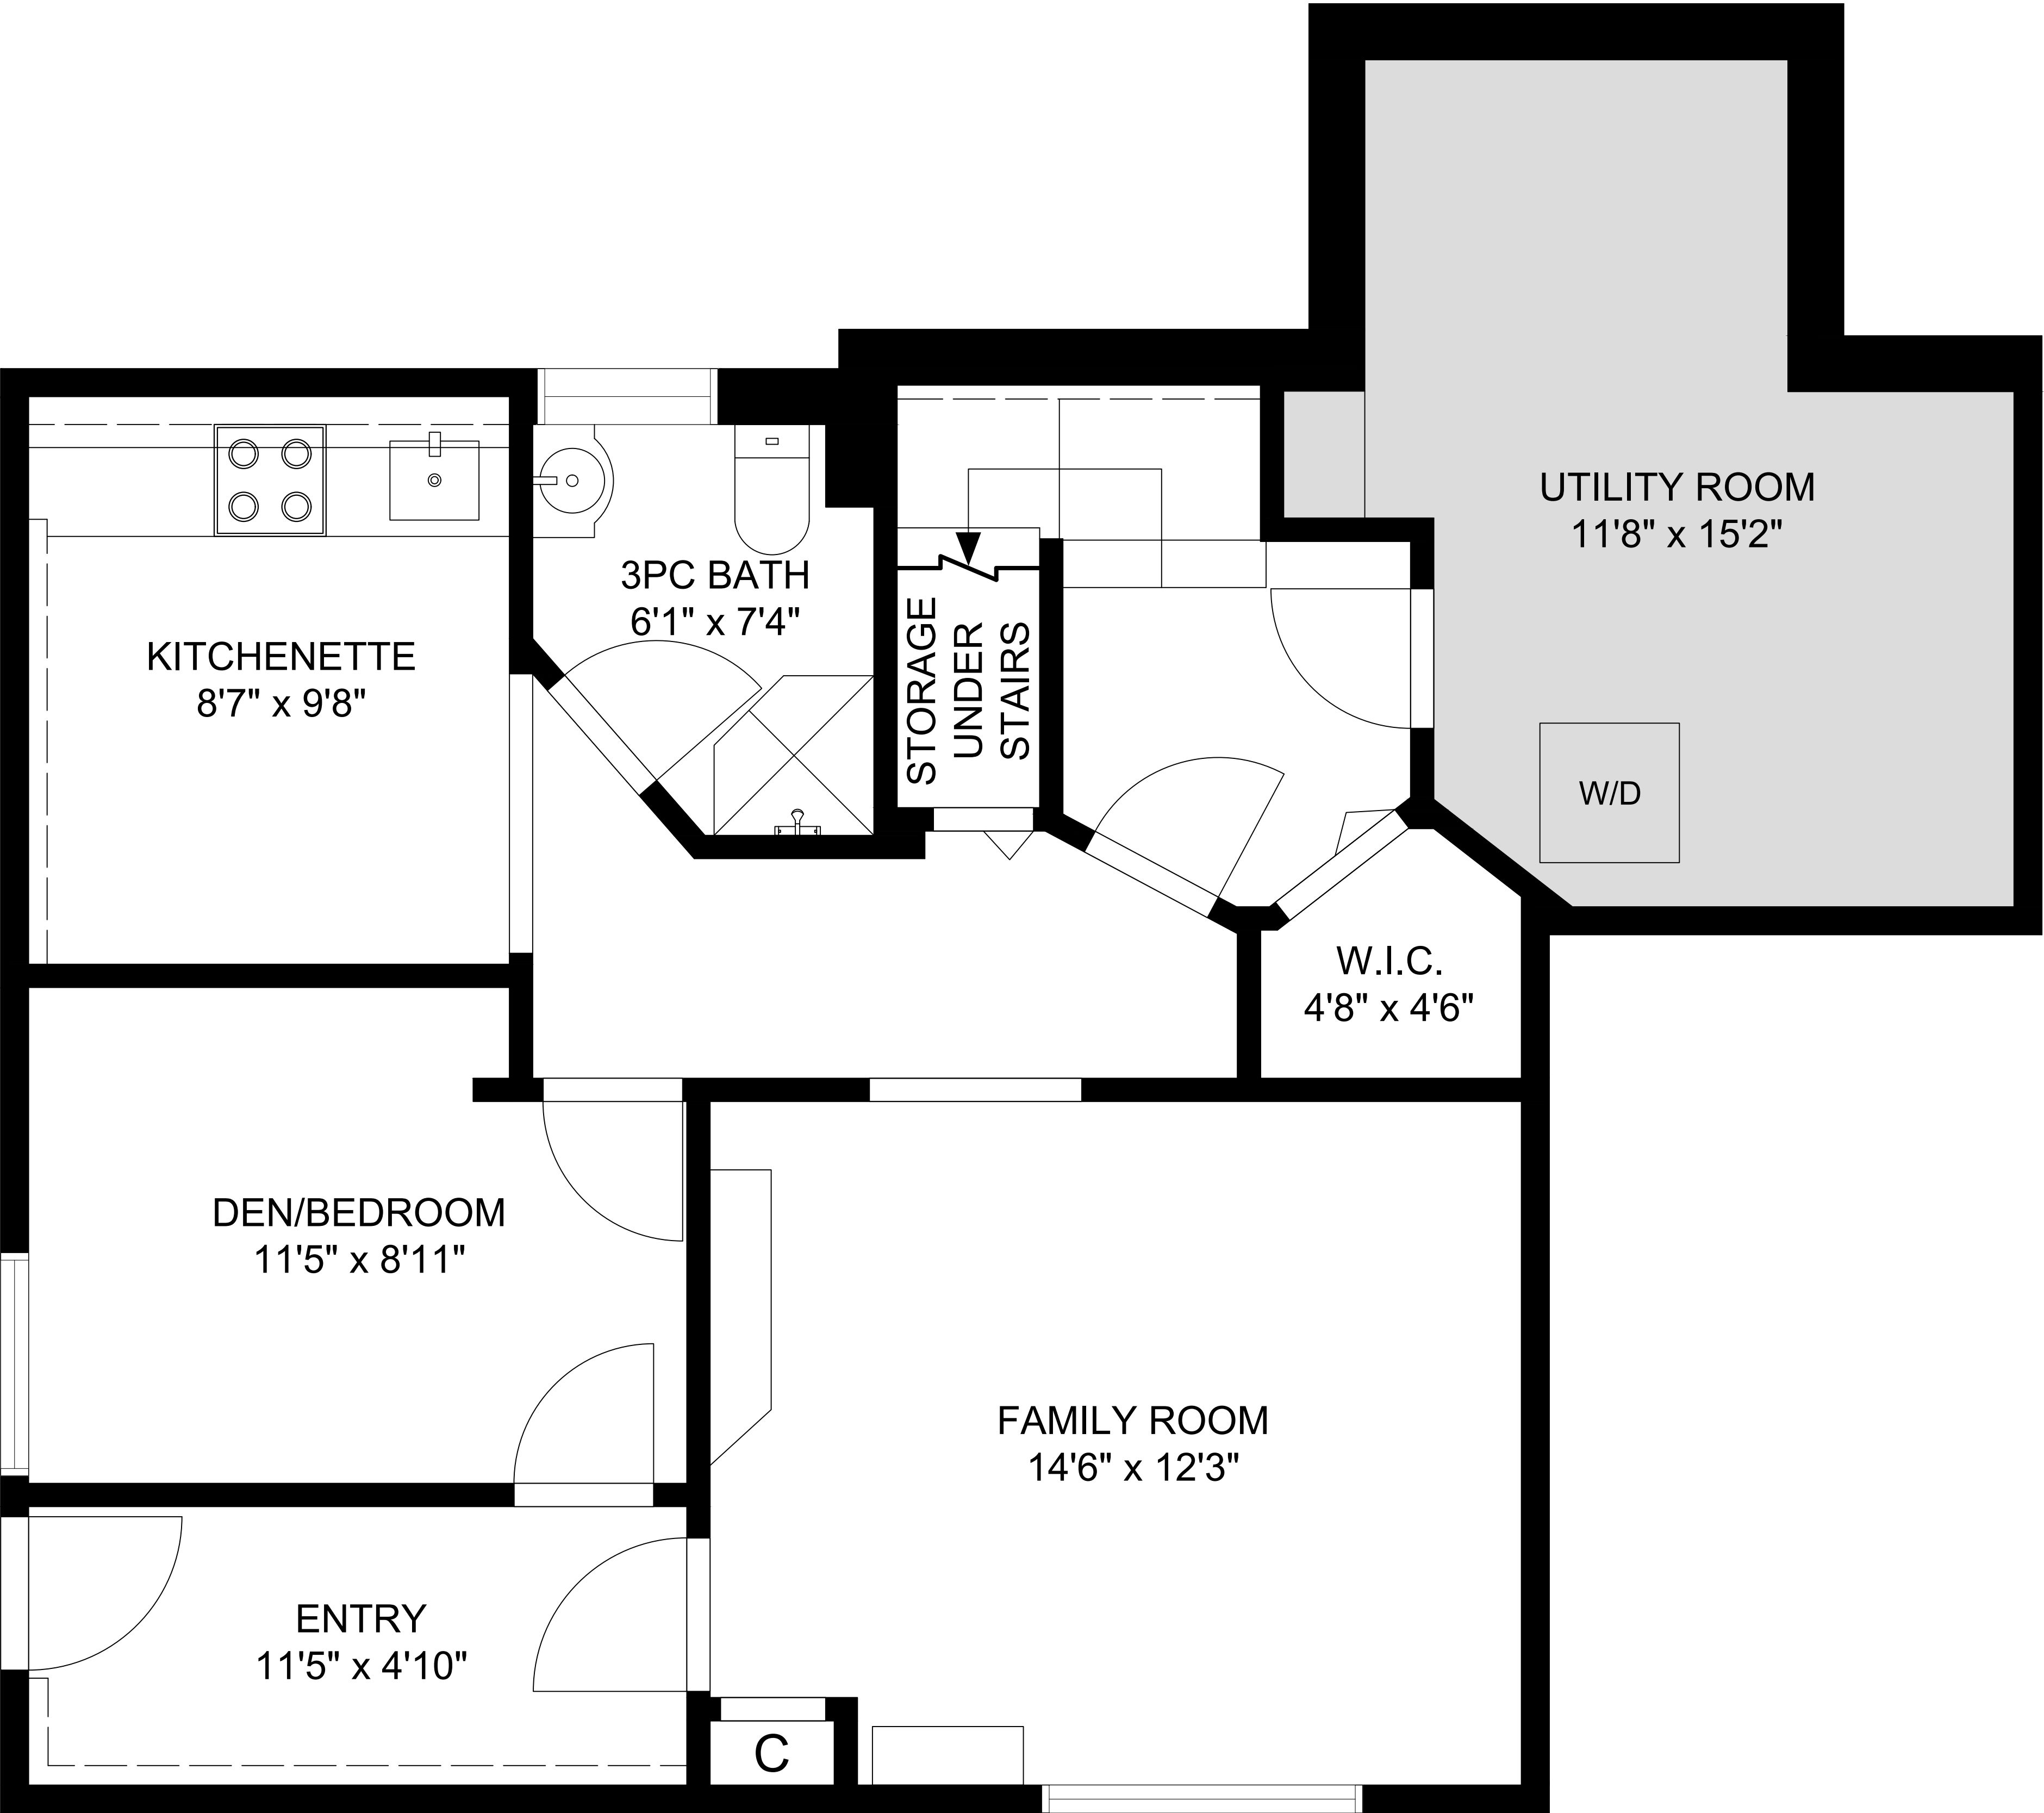 UTILITY ROOM
11'8" x 15'2"
3PC BATH
6'1" x 7'4"
KITCHENETTE
8'7" x 9'8"
STORAGE
UNDER
STAIRS
W/D
W.I.C.
4'8" x 4'6"
DEN/BEDROOM
11'5" x 8'11"
FAMILY ROOM
14'6" x 12'3"
ENTRY
11'5" x 4'10"
C